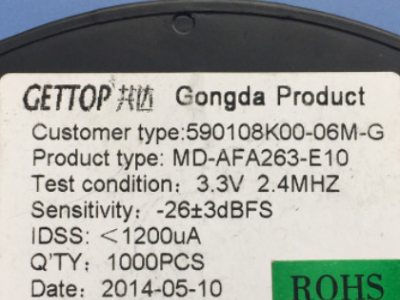 GETTOP 共达 Gongda Product
Customer type:590108K00-06M-G
Product type: MD-AFA263-E10
Test condition: 3.3V 2.4MHZ
Sensitivity: -26±3dBFS
IDSS: <1200uA
Q'TY: 1000PCS
Date: 2014-05-10
ROHS